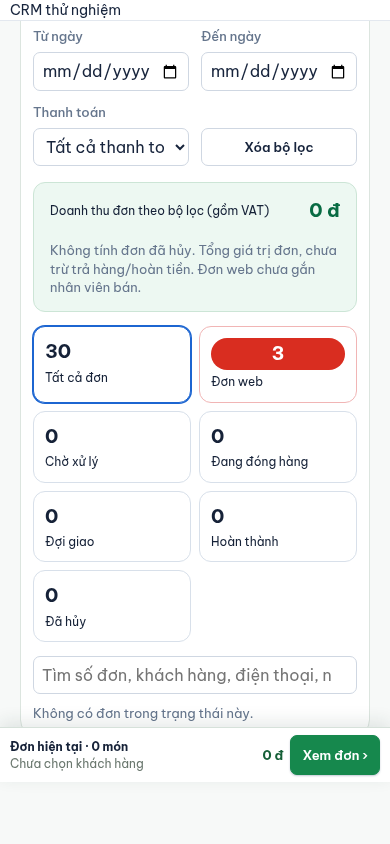 CRM thử nghiệm
Từ ngày
Đến ngày
mm/dd/yyyy
mm/dd/yyyy
Thanh toán
Tất cả thanh to
Xóa bộ lọc
Doanh thu đơn theo bộ lọc (gồm VAT)
0 đ
Không tính đơn đã hủy. Tổng giá trị đơn, chưa
trừ trả hàng/hoàn tiền. Đơn web chưa gắn
nhân viên bán.
30
Tất cả đơn
3
Đơn web
0
Chờ xử lý
0
Đang đóng hàng
0
Đợi giao
0
Hoàn thành
0
Đã hủy
Tìm số đơn, khách hàng, điện thoại, n
Không có đơn trong trạng thái này.
Đơn hiện tại · 0 món
Chưa chọn khách hàng
0 đ
Xem đơn ›